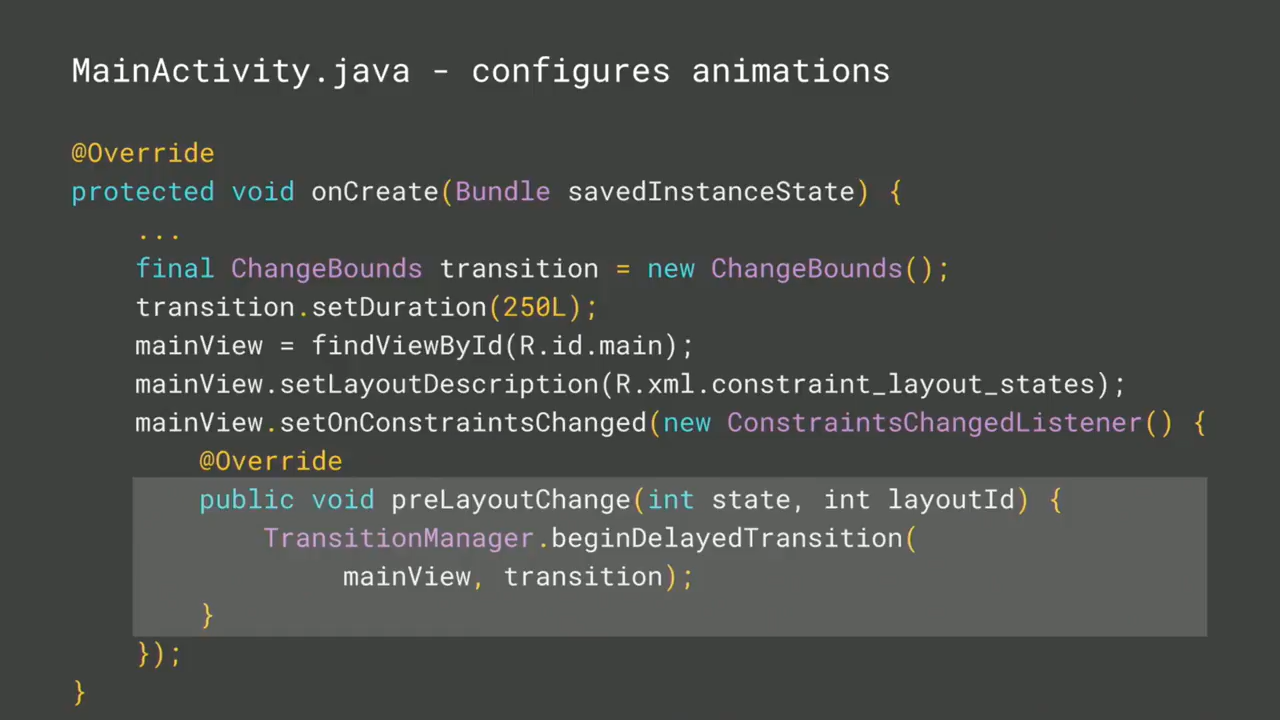 MainActivity.java - configures animations
@Override
protected void onCreate(Bundle savedInstanceState) {
...
final ChangeBounds transition = new ChangeBounds();
transition.setDuration(250L);
mainView = findViewById(R.id.main);
mainView.setLayoutDescription(R.xml.constraint_layout_states);
mainView.setOnConstraintsChanged(new ConstraintsChangedListener() {
@Override
public void preLayoutChange(int state, int layoutId) {
TransitionManager.beginDelayedTransition(
mainView, transition);
}
});
}